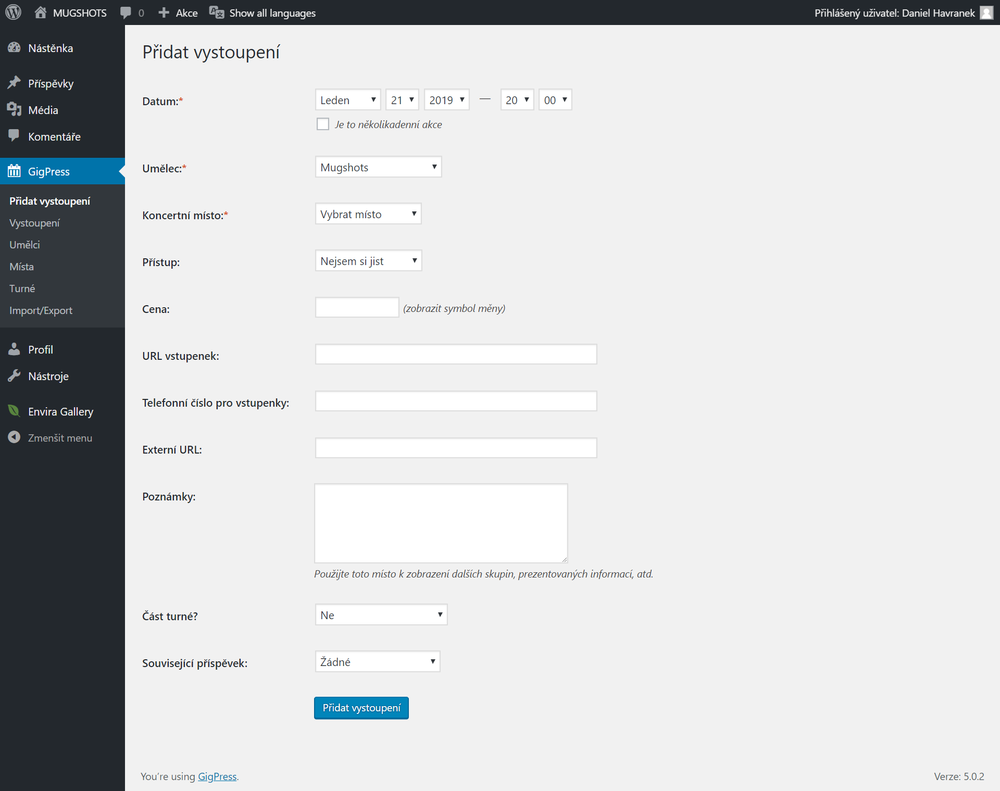 MUGSHOTS 0 Akce Show all languages Přihlášený uživatel: Daniel Havranek
Nástěnka
Příspěvky
Média
Komentáře
GigPress
Přidat vystoupení
Vystoupení
Umělci
Místa
Turné
Import/Export
Profil
Nástroje
Envira Gallery
Zmenšit menu
Přidat vystoupení
Datum:* Leden 21 2019 — 20 00
Je to několikadenní akce
Umělec:* Mugshots
Koncertní místo:* Vybrat místo
Přístup: Nejsem si jist
Cena: (zobrazit symbol měny)
URL vstupenek:
Telefonní číslo pro vstupenky:
Externí URL:
Poznámky:
Použijte toto místo k zobrazení dalších skupin, prezentovaných informací, atd.
Část turné? Ne
Související příspěvek: Žádné
Přidat vystoupení
You’re using GigPress. Verze: 5.0.2